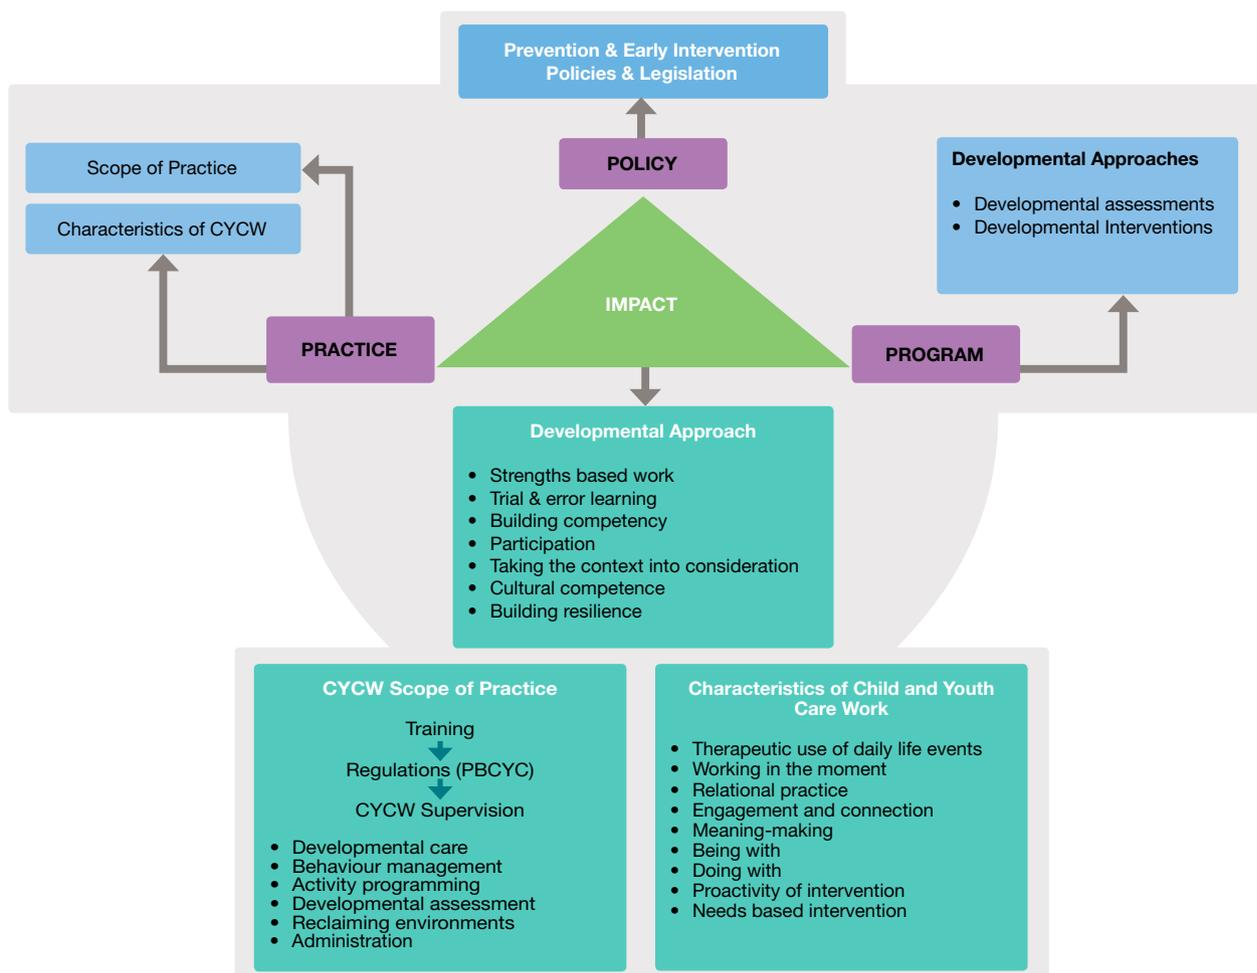 Prevention & Early Intervention
Policies & Legislation
POLICY
Scope of Practice
Characteristics of CYCW
PRACTICE
IMPACT
PROGRAM
Developmental Approaches
• Developmental assessments
• Developmental Interventions
Developmental Approach
• Strengths based work
• Trial & error learning
• Building competency
• Participation
• Taking the context into consideration
• Cultural competence
• Building resilience
CYCW Scope of Practice
Training
Regulations (PBCYC)
CYCW Supervision
• Developmental care
• Behaviour management
• Activity programming
• Developmental assessment
• Reclaiming environments
• Administration
Characteristics of Child and Youth
Care Work
• Therapeutic use of daily life events
• Working in the moment
• Relational practice
• Engagement and connection
• Meaning-making
• Being with
• Doing with
• Proactivity of intervention
• Needs based intervention